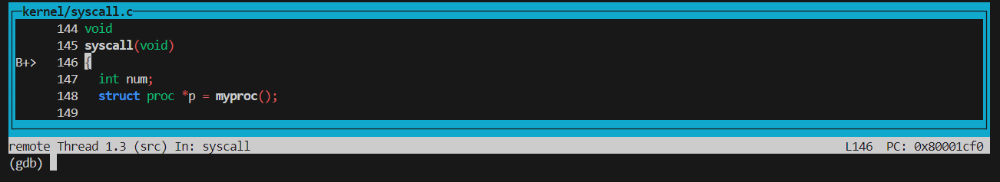 kernel/syscall.c
144 void
145 syscall(void)
B+> 146 {
147 int num;
148 struct proc *p = myproc();
149
remote Thread 1.3 (src) In: syscall L146 PC: 0x80001cf0
(gdb)